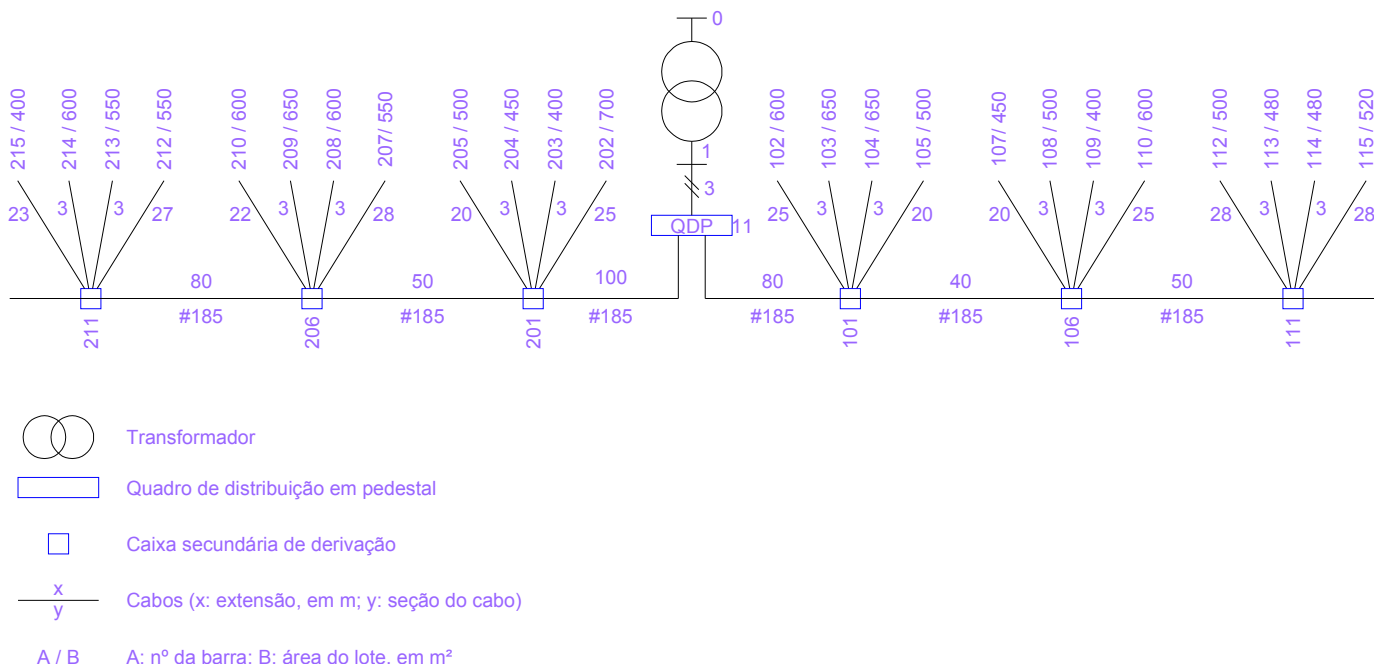 0
215 / 400
214 / 600
213 / 550
212 / 550
210 / 600
209 / 650
208 / 600
207/ 550
205 / 500
204 / 450
203 / 400
202 / 700
102 / 600
103 / 650
104 / 650
105 / 500
107/ 450
108 / 500
109 / 400
110 / 600
112 / 500
113 / 480
114 / 480
115 / 520
1
3
23
3
3
27
22
3
3
28
20
3
3
25
QDP
11
25
3
3
20
20
3
3
25
28
3
3
28
80
50
100
80
40
50
#185
#185
#185
#185
#185
#185
211
206
201
101
106
111
Transformador
Quadro de distribuição em pedestal
Caixa secundária de derivação
x
y
Cabos (x: extensão, em m; y: seção do cabo)
A / B
A: nº da barra; B: área do lote, em m²